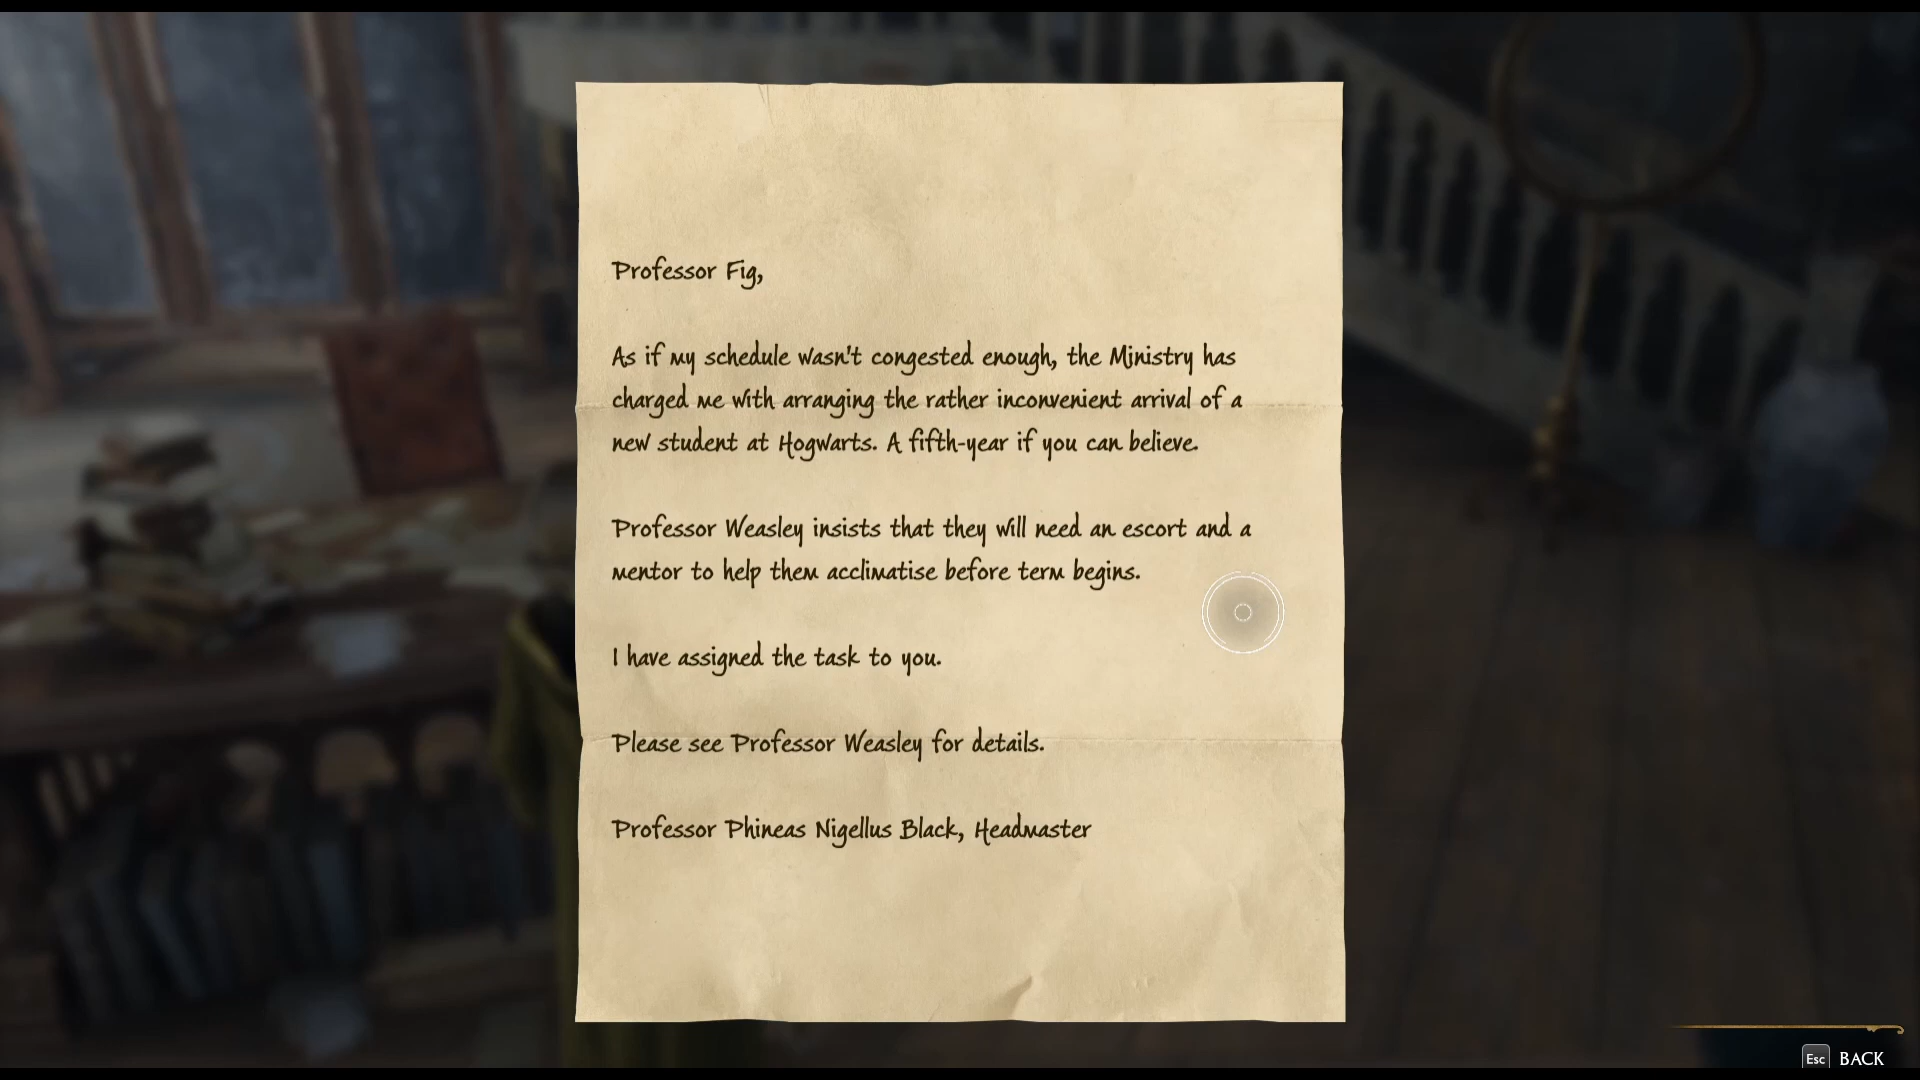 Professor Fig,
As if my schedule wasn't congested enough, the Ministry has
charged me with arranging the rather inconvenient arrival of a
new student at Hogwarts. A fifth-year if you can believe.
Professor Weasley insists that they will need an escort and a
mentor to help them acclimatise before term begins.
I have assigned the task to you.
Please see Professor Weasley for details.
Professor Phineas Nigellus Black, Headmaster
Esc BACK